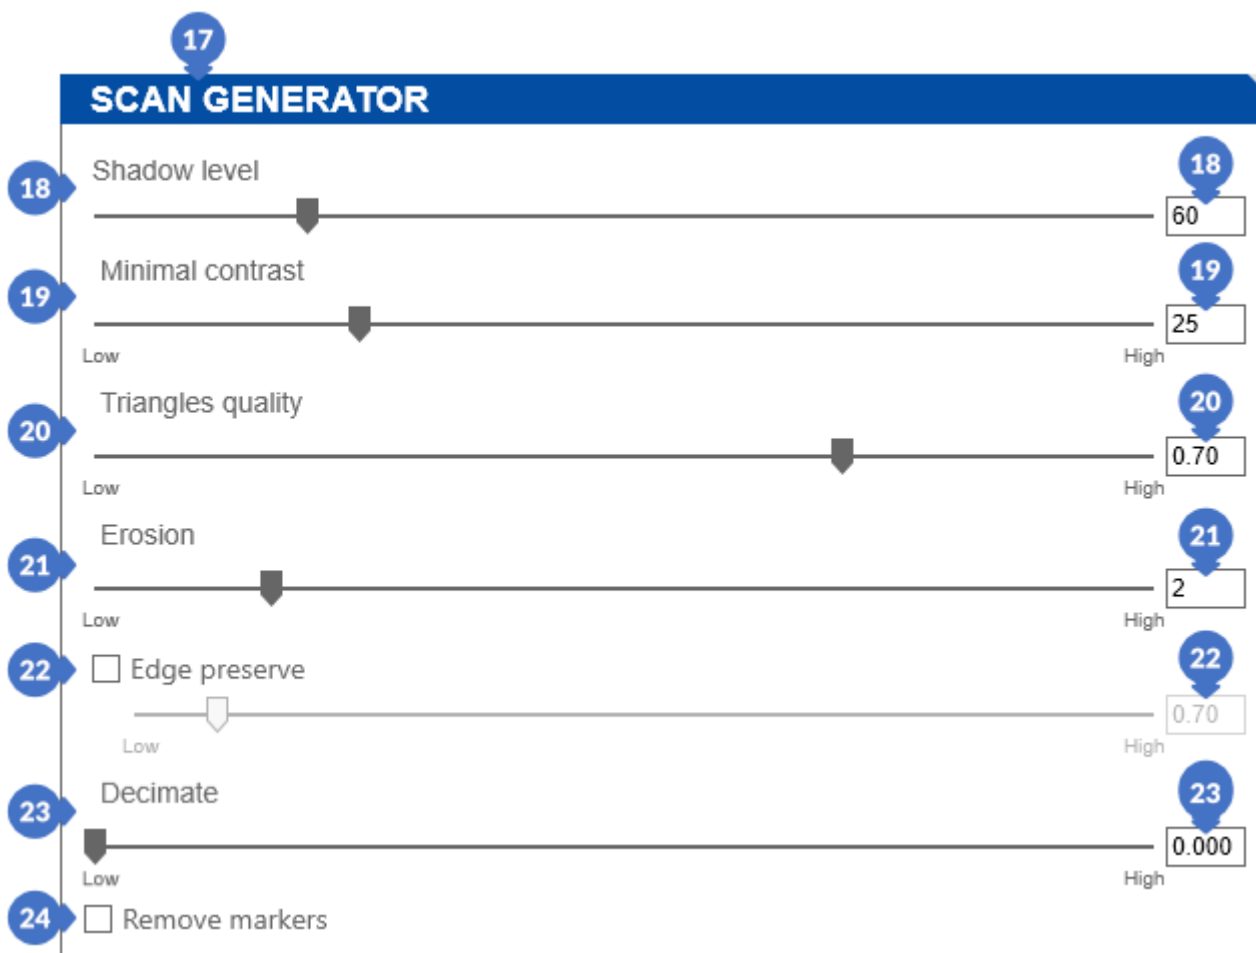 17
SCAN GENERATOR
18 Shadow level 18
60
Minimal contrast
19 19
25
Low High
Triangles quality
20 20
0.70
Low High
Erosion
21 21
2
Low High
22 Edge preserve 22
0.70
Low High
Decimate
23 23
0.000
Low High
24 Remove markers